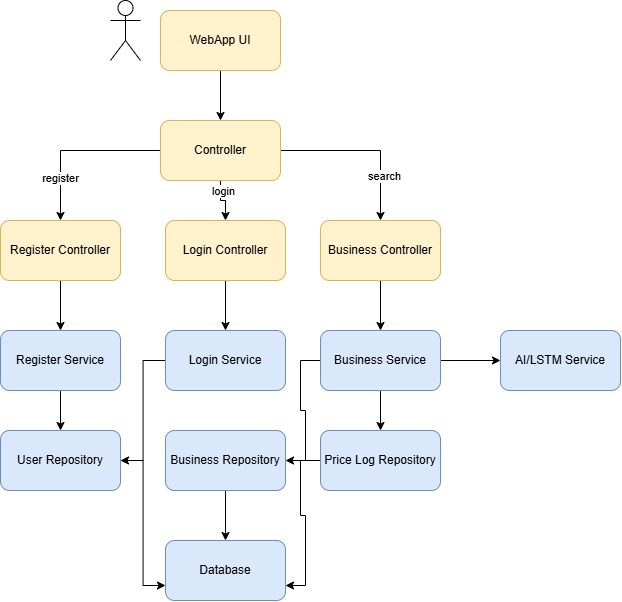 WebApp UI
Controller
register
login
search
Register Controller
Login Controller
Business Controller
Register Service
Login Service
Business Service
AI/LSTM Service
User Repository
Business Repository
Price Log Repository
Database